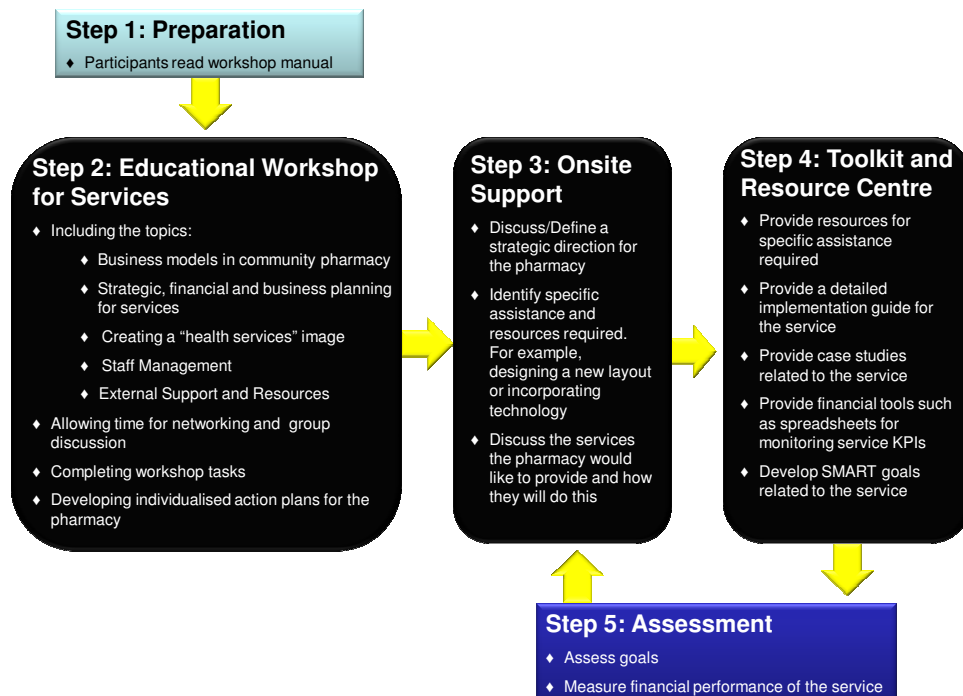 Step 1: Preparation
♦ Participants read workshop manual
Step 2: Educational Workshop
for Services
♦ Including the topics:
♦ Business models in community pharmacy
♦ Strategic, financial and business planning
for services
♦ Creating a “health services” image
♦ Staff Management
♦ External Support and Resources
♦ Allowing time for networking and group
discussion
♦ Completing workshop tasks
♦ Developing individualised action plans for the
pharmacy
Step 3: Onsite
Support
♦ Discuss/Define a
strategic direction for
the pharmacy
♦ Identify specific
assistance and
resources required.
For example,
designing a new layout
or incorporating
technology
♦ Discuss the services
the pharmacy would
like to provide and how
they will do this
Step 4: Toolkit and
Resource Centre
♦ Provide resources for
specific assistance
required
♦ Provide a detailed
implementation guide for
the service
♦ Provide case studies
related to the service
♦ Provide financial tools such
as spreadsheets for
monitoring service KPIs
♦ Develop SMART goals
related to the service
Step 5: Assessment
♦ Assess goals
♦ Measure financial performance of the service